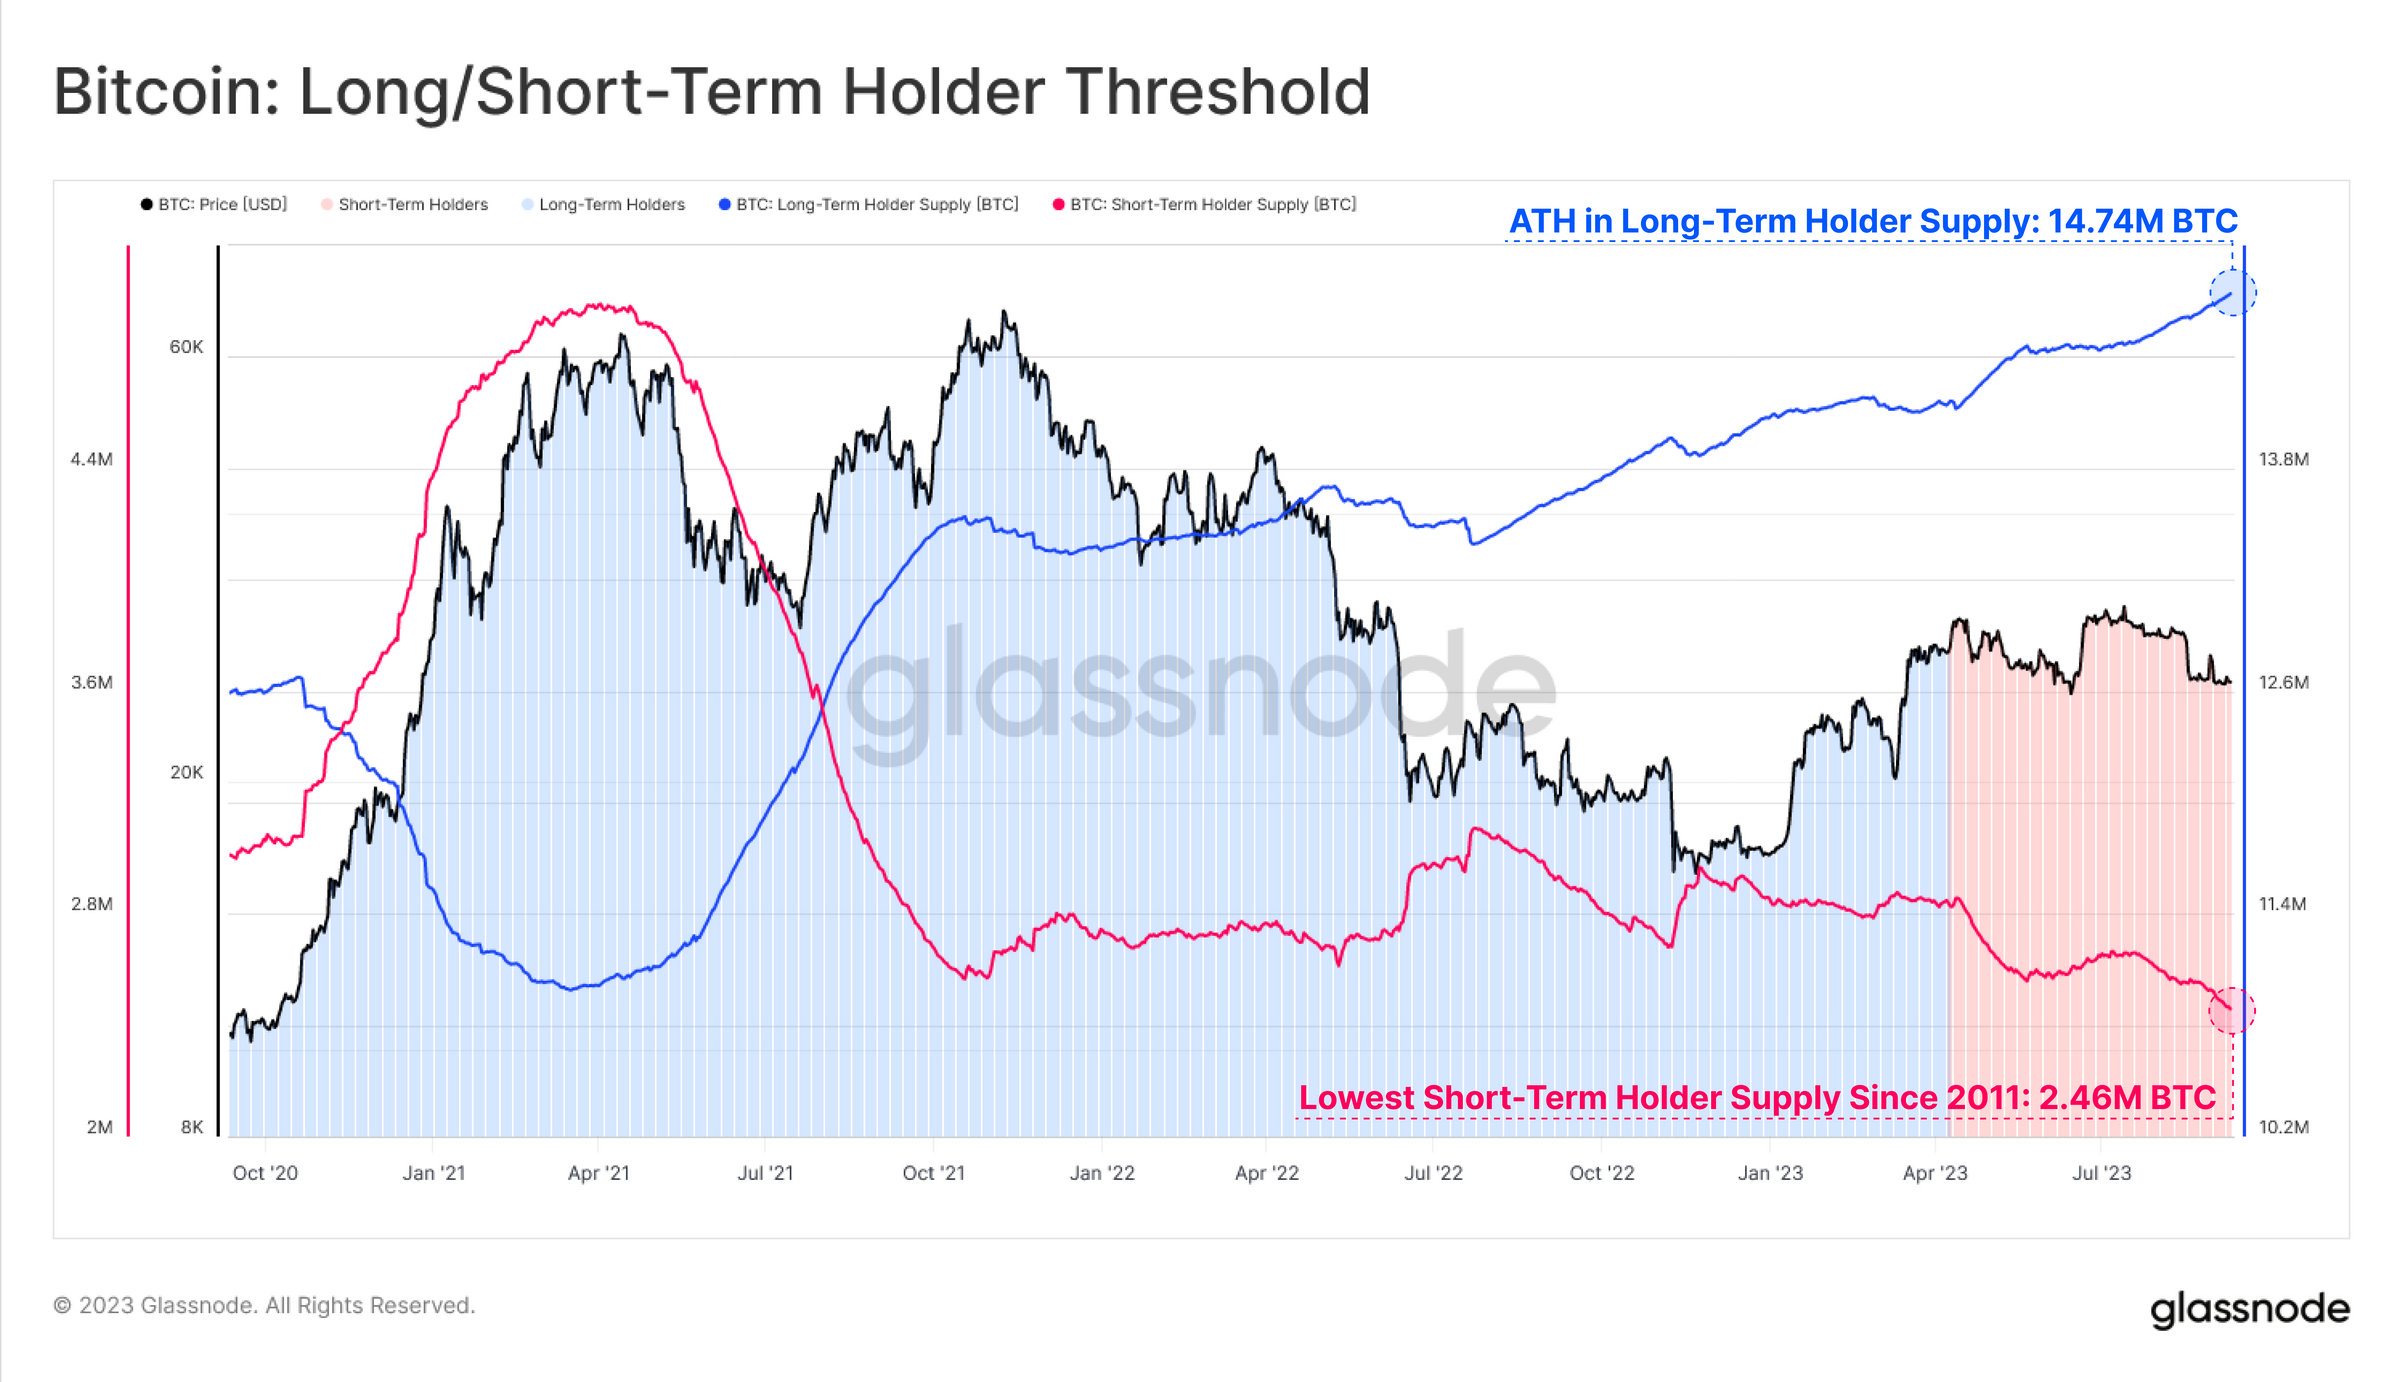 Bitcoin: Long/Short-Term Holder Threshold
BTC: Price [USD] Short-Term Holders Long-Term Holders BTC: Long-Term Holder Supply [BTC] BTC: Short-Term Holder Supply [BTC]
ATH in Long-Term Holder Supply: 14.74M BTC
60K
4.4M 13.8M
glassnode
3.6M 12.6M
20K
2.8M 11.4M
Lowest Short-Term Holder Supply Since 2011: 2.46M BTC
2M 8K 10.2M
Oct '20 Jan '21 Apr '21 Jul '21 Oct '21 Jan '22 Apr '22 Jul '22 Oct '22 Jan '23 Apr '23 Jul '23
© 2023 Glassnode. All Rights Reserved.
glassnode